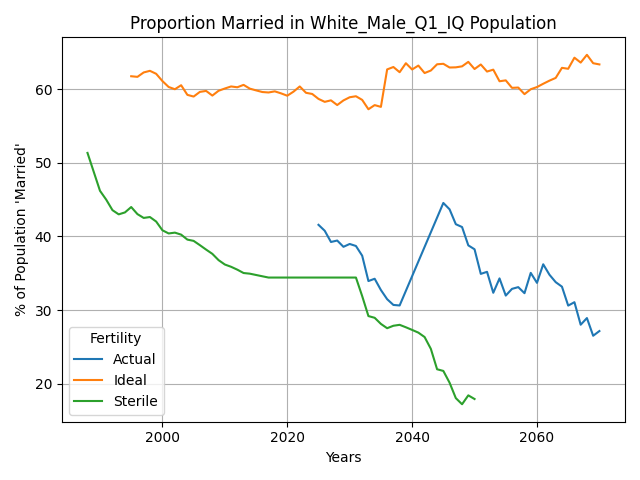 Proportion Married in White_Male_Q1_IQ Population
% of Population 'Married'
60
50
40
30
20
Fertility
Actual
Ideal
Sterile
2000
2020
2040
2060
Years